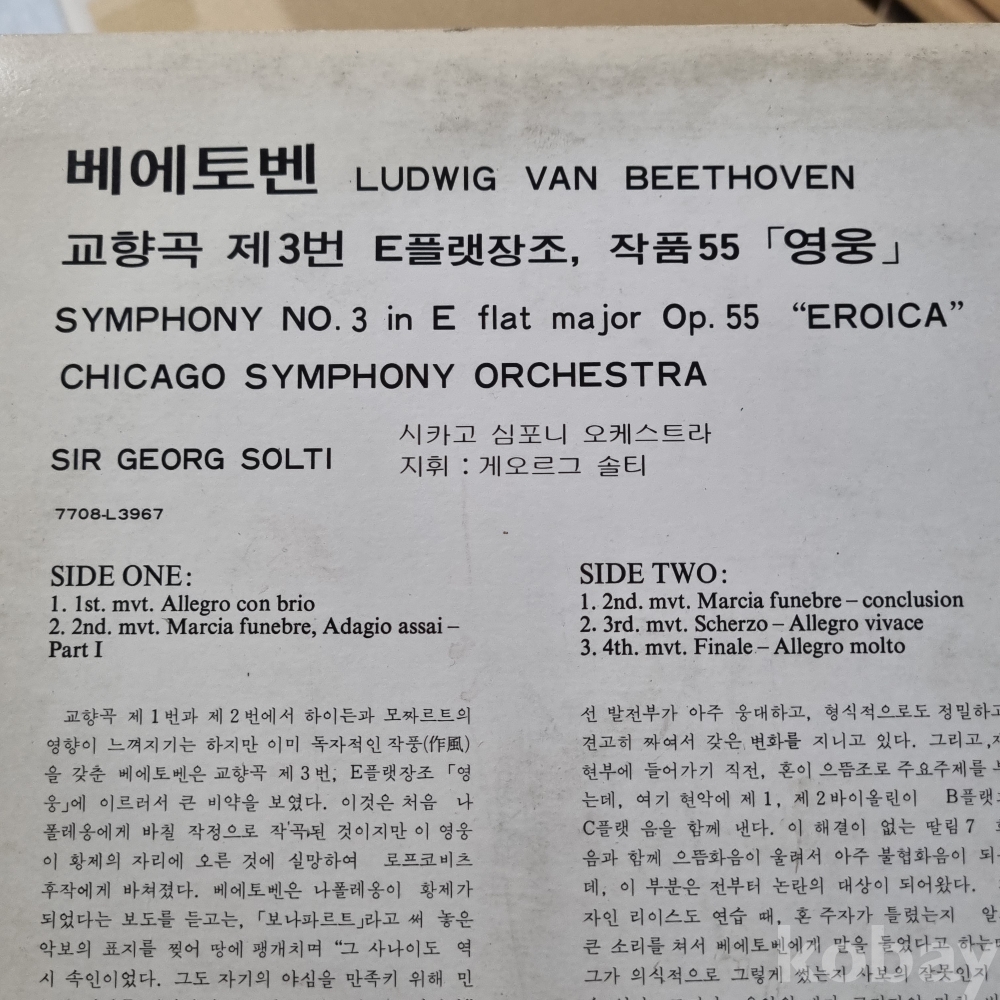 베에토벤 LUDWIG VAN BEETHOVEN
교향곡 제3번 E플랫장조, 작품55 「영웅」
SYMPHONY NO. 3 in E flat major Op. 55 “EROICA”
CHICAGO SYMPHONY ORCHESTRA
시카고 심포니 오케스트라
SIR GEORG SOLTI
지휘 : 게오르그 솔티
7708-L3967
SIDE ONE:
1. 1st. mvt. Allegro con brio
2. 2nd. mvt. Marcia funebre, Adagio assai –
Part I
SIDE TWO:
1. 2nd. mvt. Marcia funebre – conclusion
2. 3rd. mvt. Scherzo – Allegro vivace
3. 4th. mvt. Finale – Allegro molto
교향곡 제 1번과 제 2번에서 하이든과 모짜르트의
영향이 느껴지기는 하지만 이미 독자적인 작풍(作風)
을 갖춘 베에토벤은 교향곡 제 3번, E플랫장조 「영
웅」에 이르러서 큰 비약을 보였다. 이것은 처음 나
폴레옹에게 바칠 작정으로 작곡된 것이지만 이 영웅
이 황제의 자리에 오른 것에 실망하여 로프코비츠
후작에게 바쳐졌다. 베에토벤은 나폴레옹이 황제가
되었다는 보도를 듣고는, 「보나파르트」라고 써 놓은
악보의 표지를 찢어 땅에 팽개치며 “그 사나이도 역
시 속인이었다. 그도 자기의 야심을 만족키 위해 민
선 발전부가 아주 웅대하고, 형식적으로도 정밀하고
견고히 짜여서 갖은 변화를 지니고 있다. 그리고,
현부에 들어가기 직전, 혼이 으뜸조로 주요주제를
는데, 여기 현악에 제 1, 제 2바이올린이 B플랫
C플랫 음을 함께 낸다. 이 해결이 없는 딸림7
음과 함께 으뜸화음이 울려서 아주 불협화음이 되
데, 이 부분은 전부터 논란의 대상이 되어왔다.
자인 리이스도 연습 때, 혼 주자가 틀렸는지 알
큰 소리를 쳐서 베에토벤에게 말을 들었다고 하는
그가 의식적으로 그렇게 썼는지 사보의 잘못인지
kobay